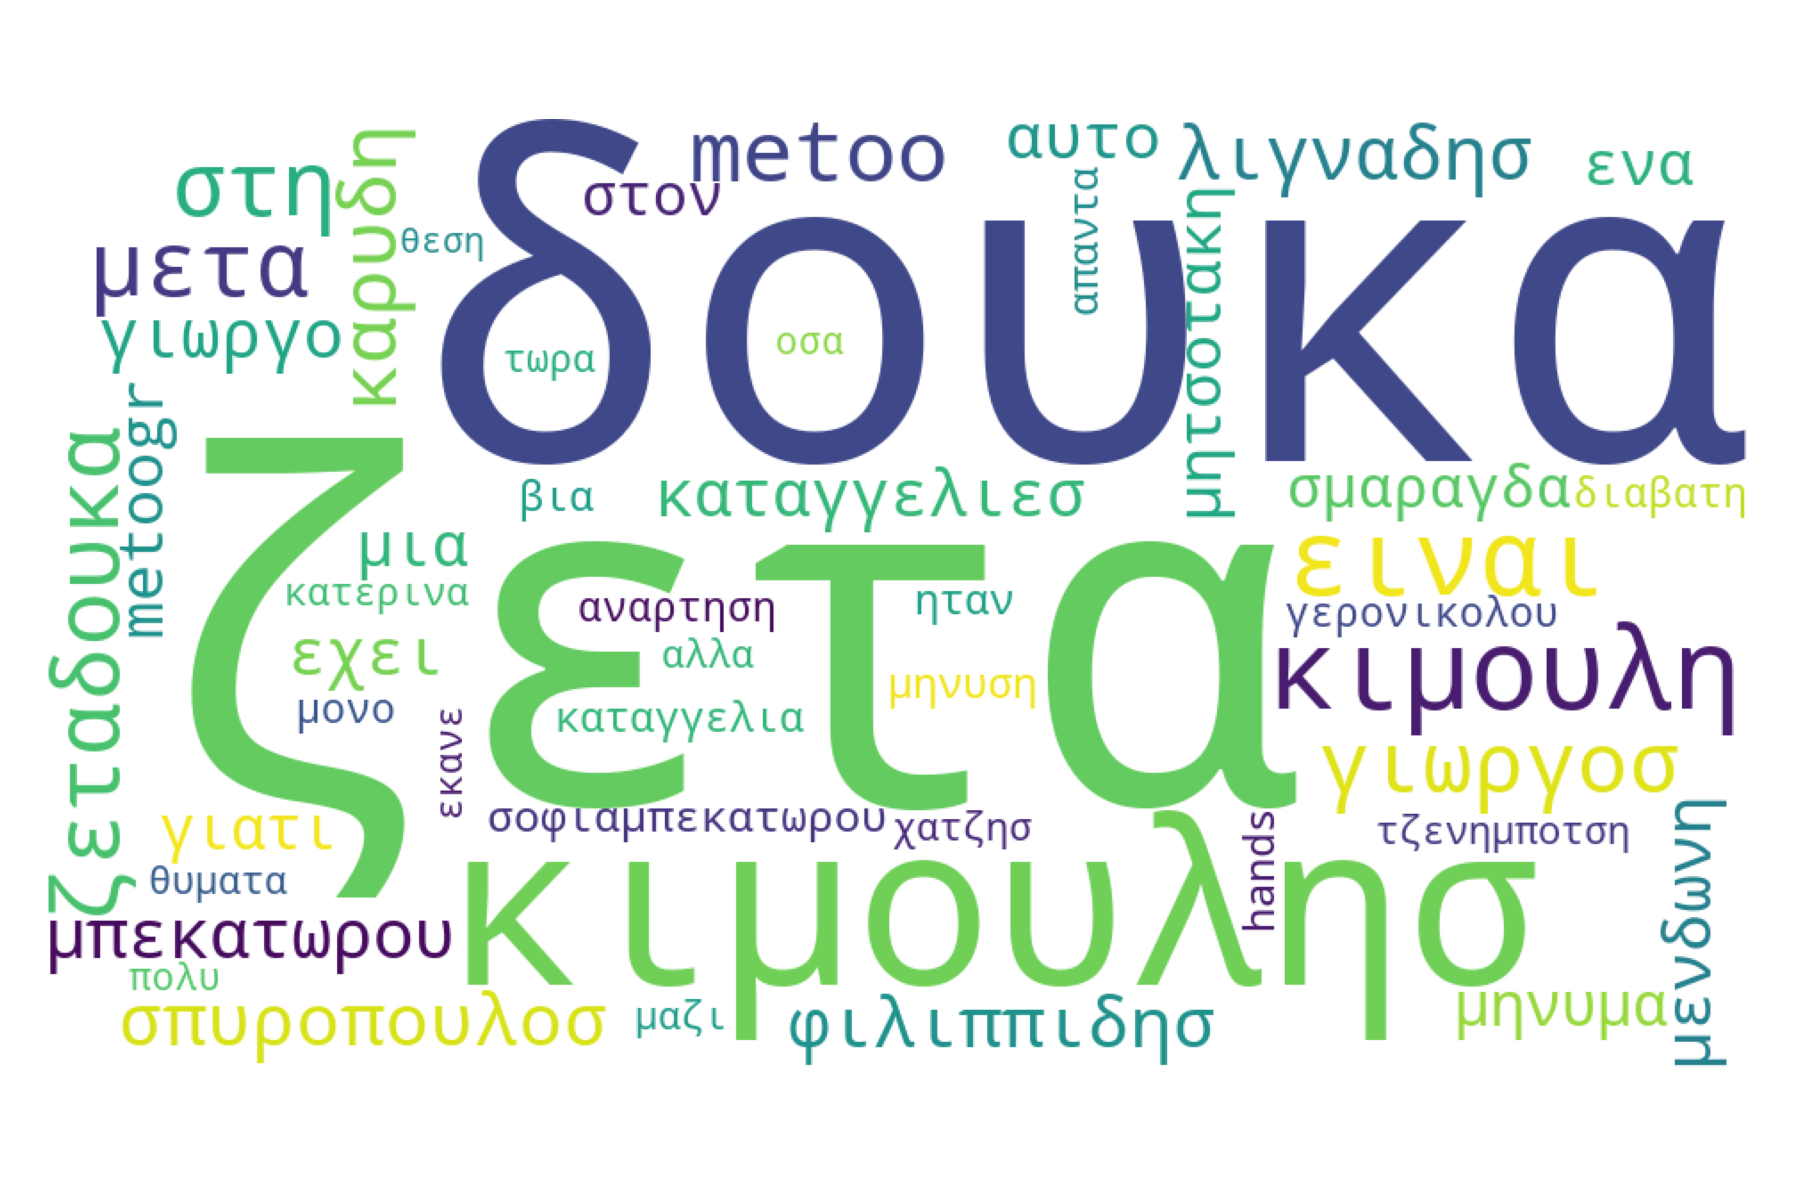 metoo
αυτο
λιγναδησ
ενα
στη
καρυδη
στον
απαντα
μητσοτακη
θεση
μετα
δουκα
γιωργο
τωρα
οσα
metoogr
ζεταδουκα
ζετα
βια
καταγγελιεσ
σμαραγδα
διαβατη
μια
ειναι
κατερινα
αναρτηση
ηταν
γερονικολου
εχει
αλλα
κιμουλη
μηνυση
μονο
καταγγελια
εκανε
γιωργοσ
γιατι
σοφιαμπεκατωρου
χατζησ
hands
τζενημποτση
μενδωνη
θυματα
μπεκατωρου
κιμουλησ
πολυ
σπυροπουλοσ
μαζι
φιλιππιδησ
μηνυμα